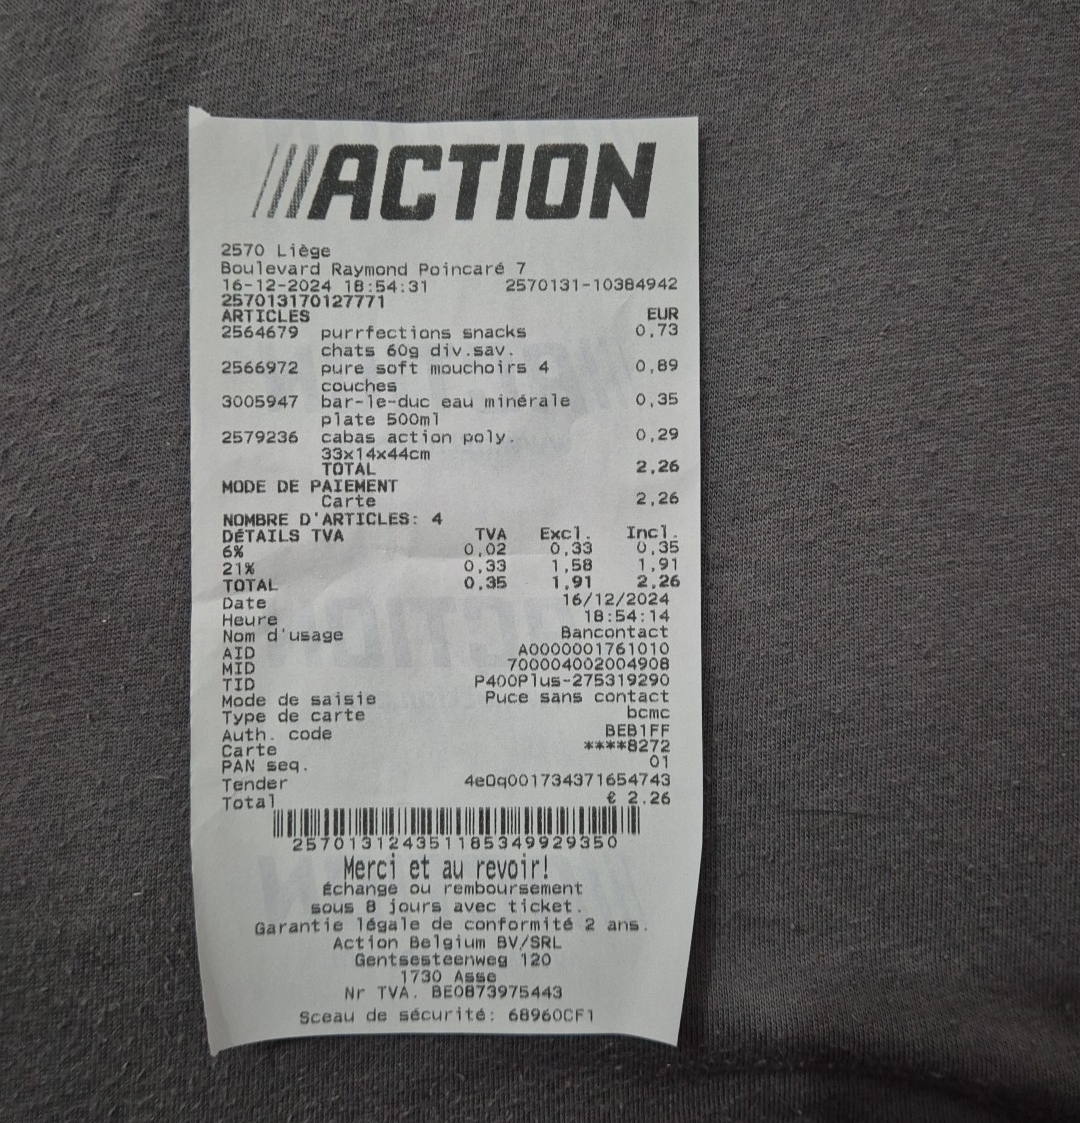 ///ACTION
2570 Liège
Boulevard Raymond Poincaré 7
16-12-2024 18:54:31 2570131-10384942
257013170127771
ARTICLES EUR
2564679 purrfections snacks 0,73
chats 60g div.sav.
2566972 pure soft mouchoirs 4 0,89
couches
3005947 bar-le-duc eau minérale 0,35
plate 500ml
2579236 cabas action poly. 0,29
33x14x44cm
TOTAL 2,26
MODE DE PAIEMENT
Carte 2,26
NOMBRE D'ARTICLES: 4
DÉTAILS TVA TVA Excl. Incl.
6% 0,02 0,33 0,35
21% 0,33 1,58 1,91
TOTAL 0,35 1,91 2,26
Date 16/12/2024
Heure 18:54:14
Nom d'usage Bancontact
AID A0000001761010
MID 700004002004908
TID P400Plus-275319290
Mode de saisie Puce sans contact
Type de carte bcmc
Auth. code BEB1FF
Carte ****8272
PAN seq. 01
Tender 4e0q001734371654743
Total € 2.26
257013124351185349929350
Merci et au revoir!
Échange ou remboursement
sous 8 jours avec ticket.
Garantie légale de conformité 2 ans.
Action Belgium BV/SRL
Gentsesteenweg 120
1730 Asse
Nr TVA. BE0873975443
Sceau de sécurité: 68960CF1